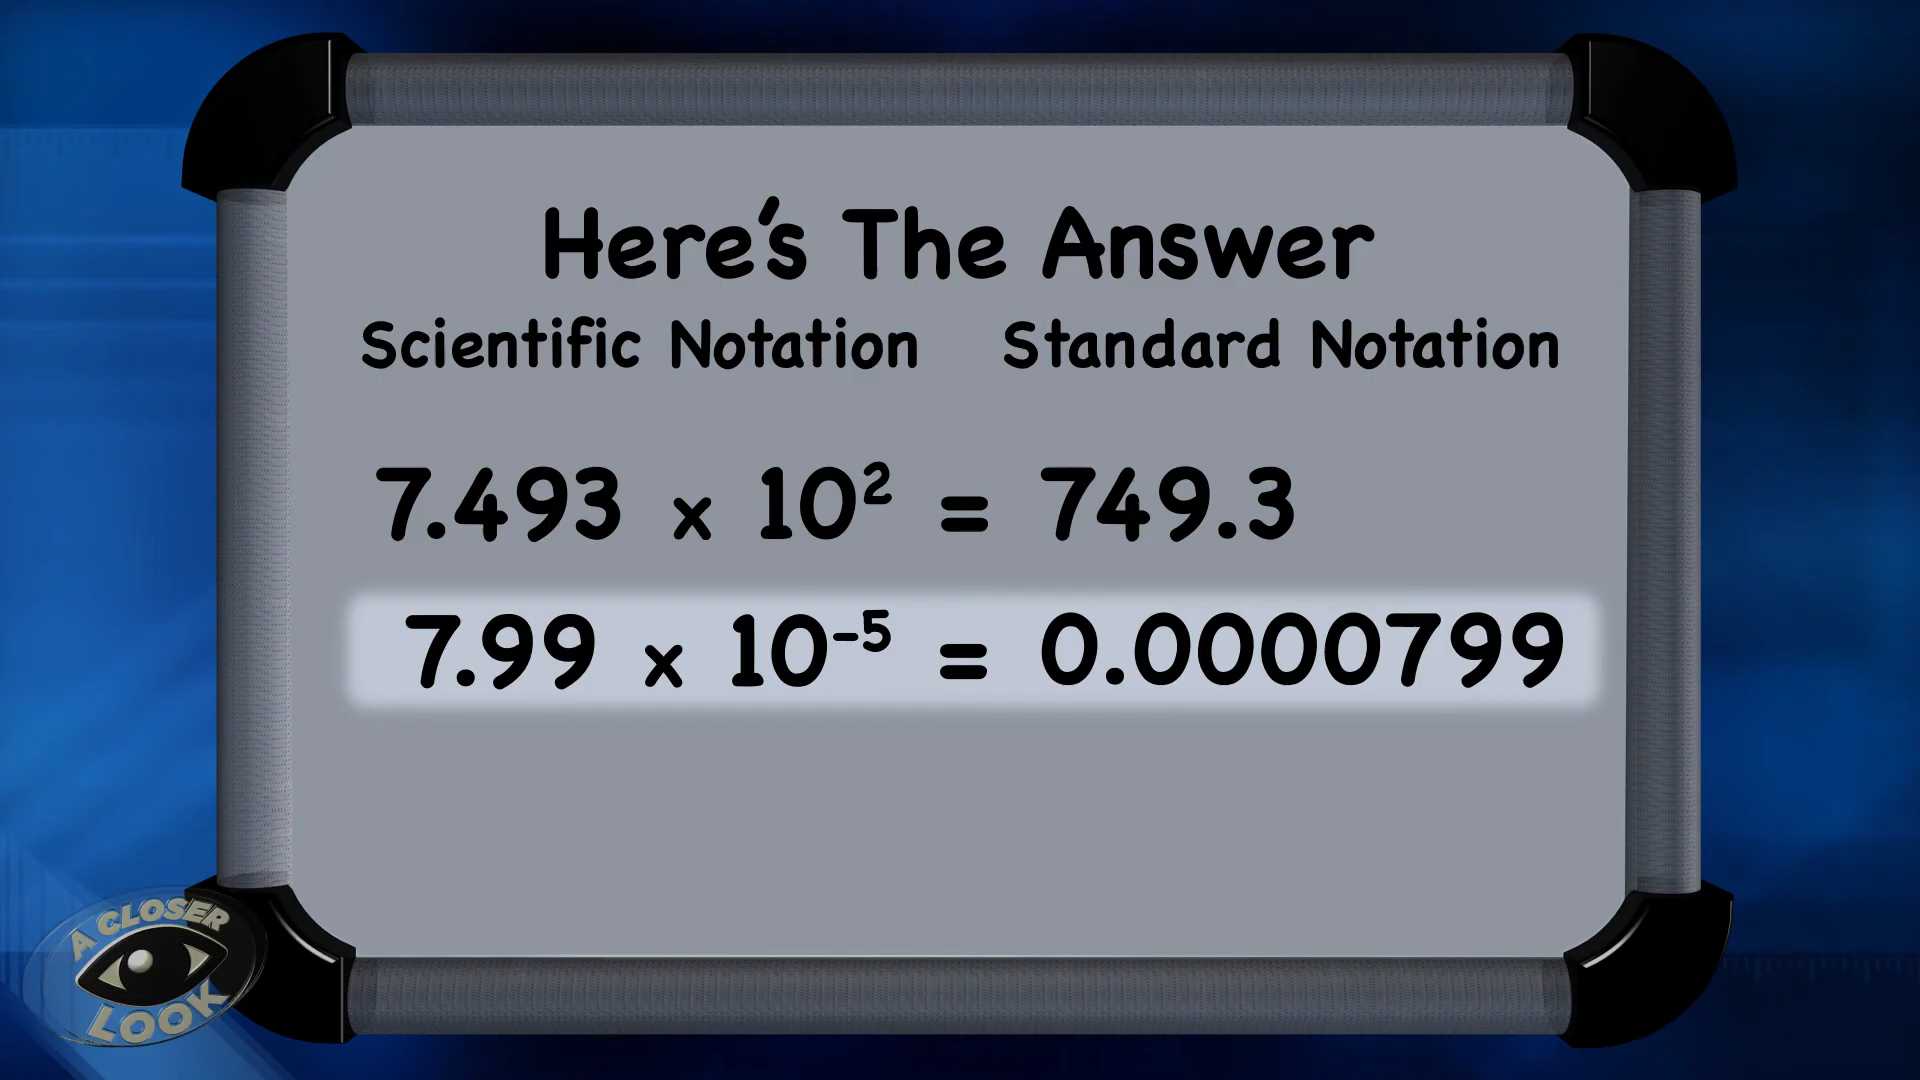 Here's The Answer
Scientific Notation Standard Notation
7.493 x 10² = 749.3
7.99 x 10⁻⁵ = 0.0000799
A CLOSER
LOOK